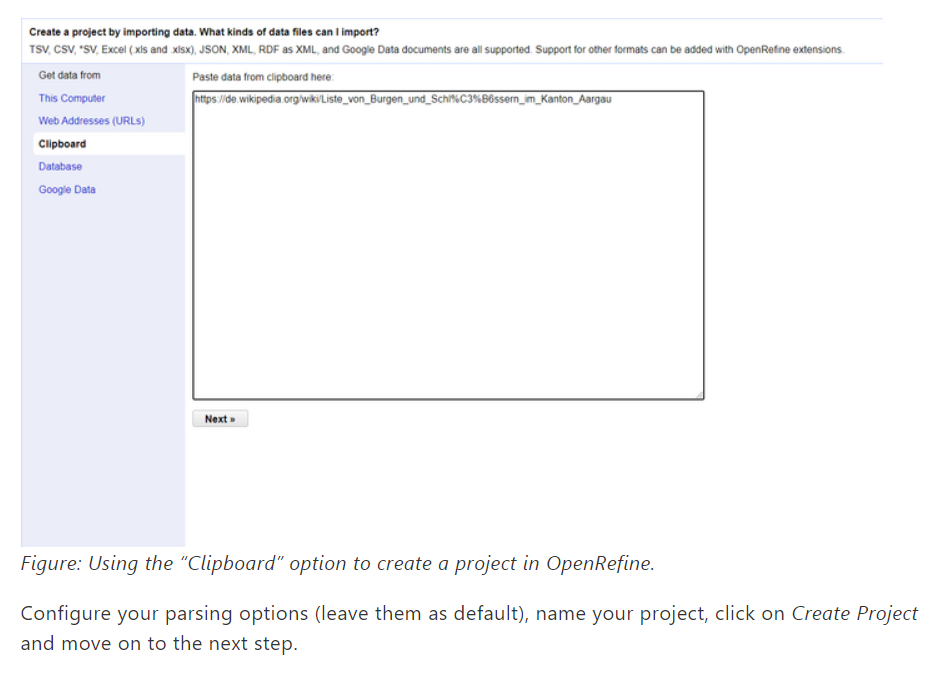 Create a project by importing data. What kinds of data files can I import?
TSV, CSV, *SV, Excel (.xls and .xlsx), JSON, XML, RDF as XML, and Google Data documents are all supported. Support for other formats can be added with OpenRefine extensions.
Get data from
This Computer
Web Addresses (URLs)
Clipboard
Database
Google Data
Paste data from clipboard here:
https://de.wikipedia.org/wiki/Liste_von_Burgen_und_Schl%C3%B6ssern_im_Kanton_Aargau
Next »
Figure: Using the “Clipboard” option to create a project in OpenRefine.
Configure your parsing options (leave them as default), name your project, click on Create Project
and move on to the next step.